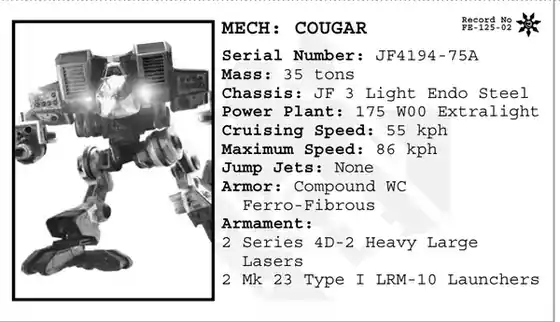 MECH: COUGAR
Record No
FE-125-02
Serial Number: JF4194-75A
Mass: 35 tons
Chassis: JF 3 Light Endo Steel
Power Plant: 175 W00 Extralight
Cruising Speed: 55 kph
Maximum Speed: 86 kph
Jump Jets: None
Armor: Compound WC
Ferro-Fibrous
Armament:
2 Series 4D-2 Heavy Large
Lasers
2 Mk 23 Type I LRM-10 Launchers